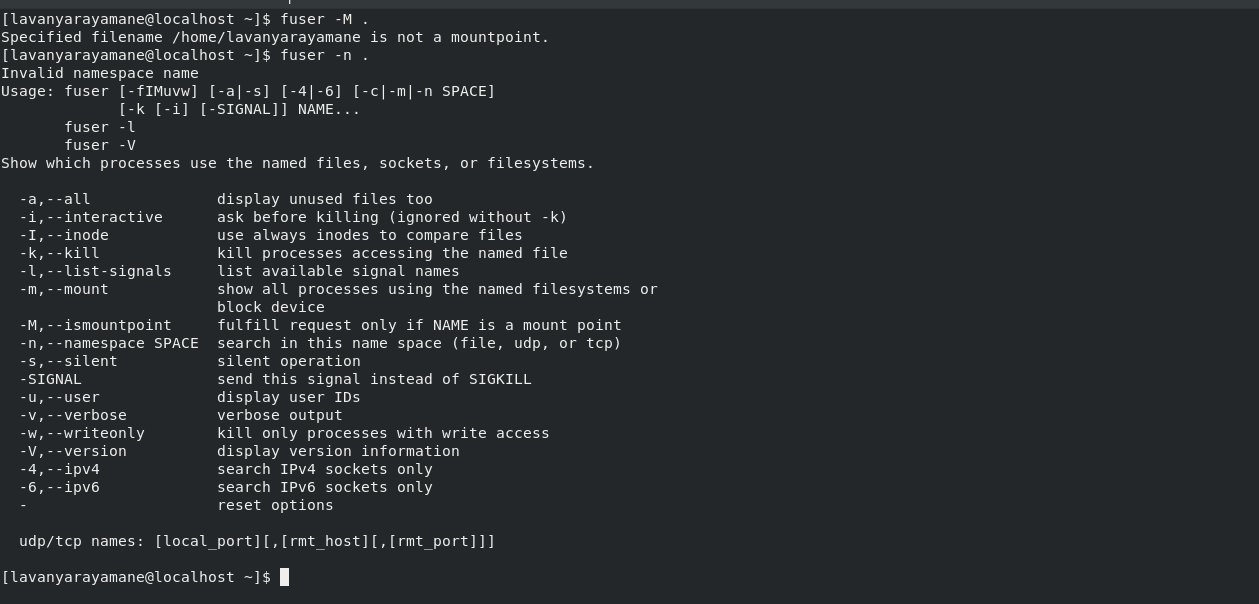 [lavanyarayamane@localhost ~]$ fuser -M .
Specified filename /home/lavanyarayamane is not a mountpoint.
[lavanyarayamane@localhost ~]$ fuser -n .
Invalid namespace name
Usage: fuser [-fIMuvw] [-a|-s] [-4|-6] [-c|-m|-n SPACE]
             [-k [-i] [-SIGNAL]] NAME...
       fuser -l
       fuser -V
Show which processes use the named files, sockets, or filesystems.

  -a,--all              display unused files too
  -i,--interactive      ask before killing (ignored without -k)
  -I,--inode            use always inodes to compare files
  -k,--kill             kill processes accessing the named file
  -l,--list-signals     list available signal names
  -m,--mount            show all processes using the named filesystems or
                        block device
  -M,--ismountpoint     fulfill request only if NAME is a mount point
  -n,--namespace SPACE  search in this name space (file, udp, or tcp)
  -s,--silent           silent operation
  -SIGNAL               send this signal instead of SIGKILL
  -u,--user             display user IDs
  -v,--verbose          verbose output
  -w,--writeonly        kill only processes with write access
  -V,--version          display version information
  -4,--ipv4             search IPv4 sockets only
  -6,--ipv6             search IPv6 sockets only
  -                     reset options

  udp/tcp names: [local_port][,[rmt_host][,[rmt_port]]]

[lavanyarayamane@localhost ~]$